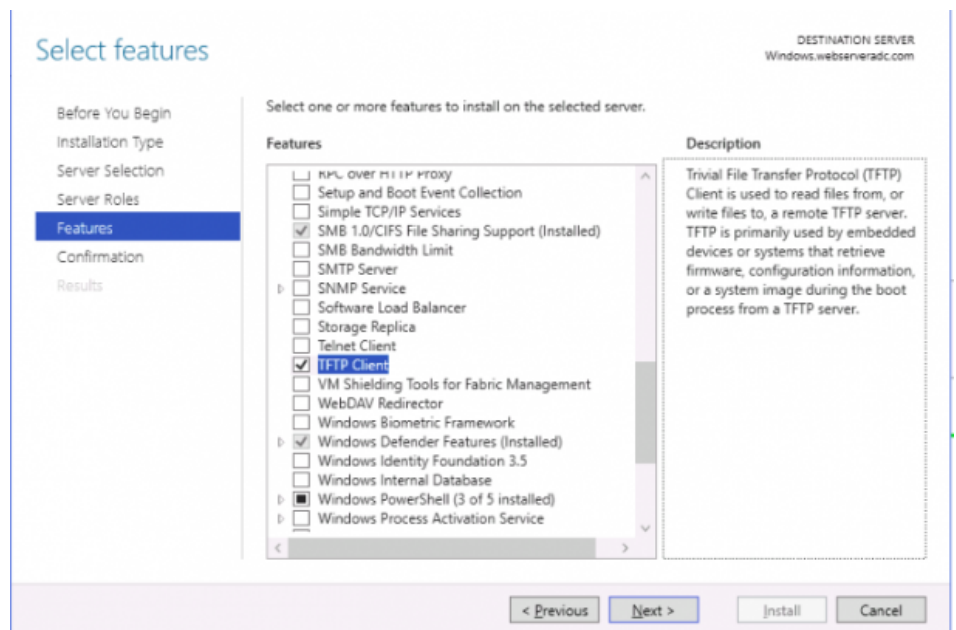 Select features
DESTINATION SERVER
Windows.webserveradc.com
Before You Begin
Installation Type
Server Selection
Server Roles
Features
Confirmation
Results
Select one or more features to install on the selected server.
Features
RPC over HTTP Proxy
Setup and Boot Event Collection
Simple TCP/IP Services
SMB 1.0/CIFS File Sharing Support (Installed)
SMB Bandwidth Limit
SMTP Server
SNMP Service
Software Load Balancer
Storage Replica
Telnet Client
TFTP Client
VM Shielding Tools for Fabric Management
WebDAV Redirector
Windows Biometric Framework
Windows Defender Features (Installed)
Windows Identity Foundation 3.5
Windows Internal Database
Windows PowerShell (3 of 5 installed)
Windows Process Activation Service
Description
Trivial File Transfer Protocol (TFTP)
Client is used to read files from, or
write files to, a remote TFTP server.
TFTP is primarily used by embedded
devices or systems that retrieve
firmware, configuration information,
or a system image during the boot
process from a TFTP server.
< Previous
Next >
Install
Cancel